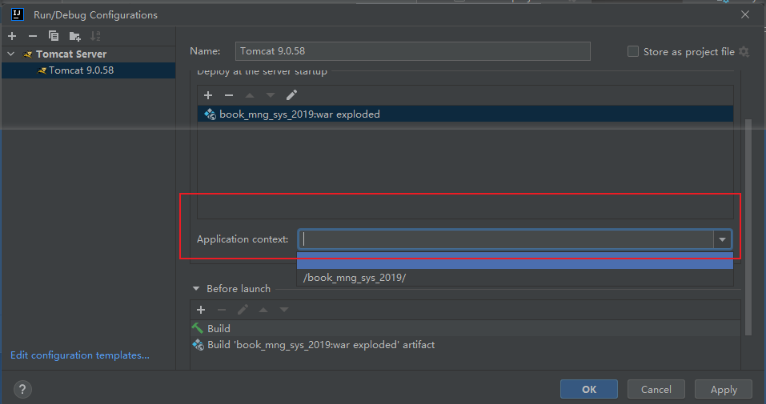 Run/Debug Configurations
Tomcat Server
Tomcat 9.0.58
Name: Tomcat 9.0.58
Store as project file
Deploy at the server startup
book_mng_sys_2019:war exploded
Application context:
/book_mng_sys_2019/
Before launch
Build
Build 'book_mng_sys_2019:war exploded' artifact
Edit configuration templates...
?
OK
Cancel
Apply